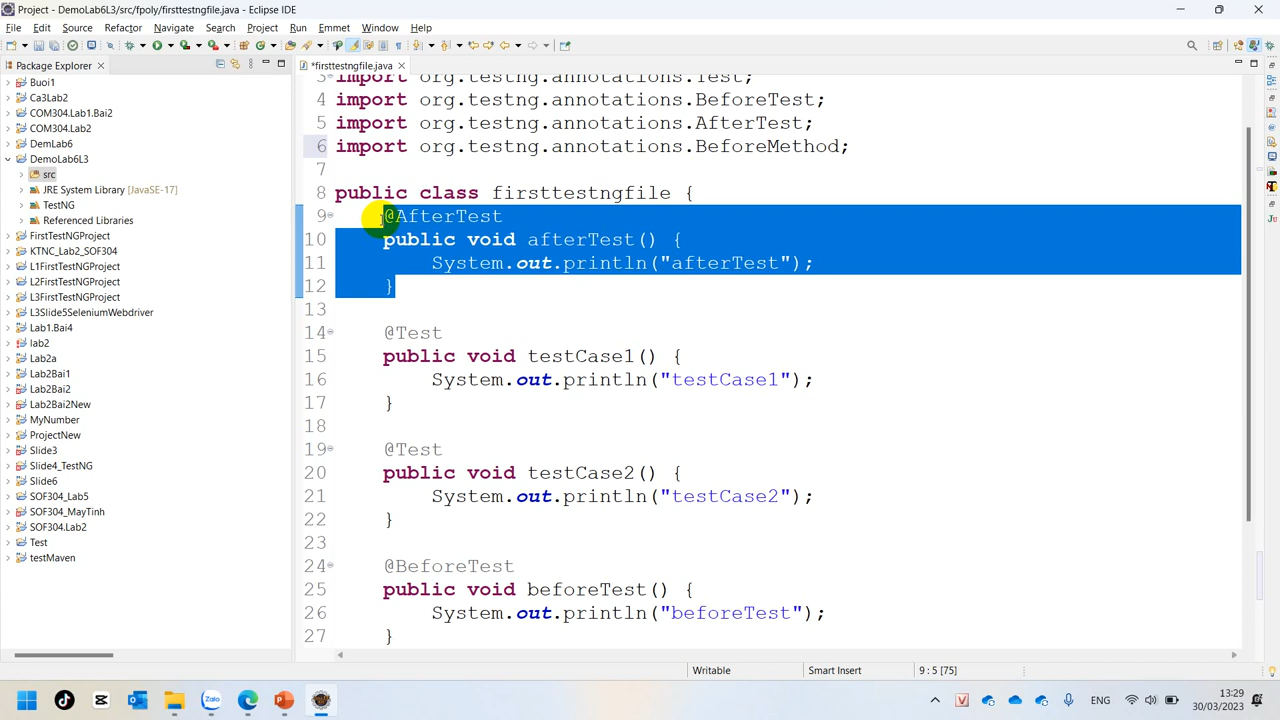 Project - DemoLab6L3/src/fpoly/firsttestngfile.java - Eclipse IDE
File Edit Source Refactor Navigate Search Project Run Emmet Window Help
Package Explorer
*firsttestngfile.java
Buoi1
Ca3Lab2
COM304.Lab1.Bai2
COM304.Lab2
DemLab6
DemoLab6L3
src
JRE System Library [JavaSE-17]
TestNG
Referenced Libraries
FirstTestNGProject
KTNC_Lab2_SOF304
L1FirstTestNGProject
L2FirstTestNGProject
L3FirstTestNGProject
L3Slide5SeleniumWebdriver
Lab1.Bai4
lab2
Lab2a
Lab2Bai1
Lab2Bai2
Lab2Bai2New
MyNumber
ProjectNew
Slide3
Slide4_TestNG
Slide6
SOF304_Lab5
SOF304_MayTinh
SOF304.Lab2
Test
testMaven
3 import org.testng.annotations.Test;
4 import org.testng.annotations.BeforeTest;
5 import org.testng.annotations.AfterTest;
6 import org.testng.annotations.BeforeMethod;
7
8 public class firsttestngfile {
9 @AfterTest
10 public void afterTest() {
11 System.out.println("afterTest");
12 }
13
14 @Test
15 public void testCase1() {
16 System.out.println("testCase1");
17 }
18
19 @Test
20 public void testCase2() {
21 System.out.println("testCase2");
22 }
23
24 @BeforeTest
25 public void beforeTest() {
26 System.out.println("beforeTest");
27 }
Writable Smart Insert 9 : 5 [75]
Zalo
ENG
13:29
30/03/2023